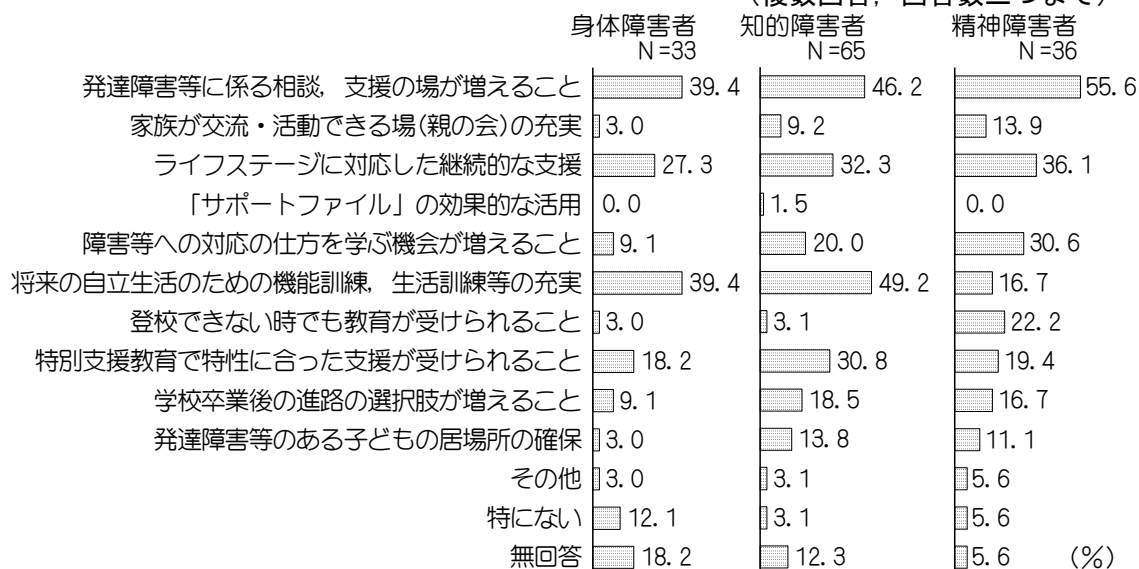 (複数回答, 回答数三つまで)
身体障害者 知的障害者 精神障害者
N=33 N=65 N=36
発達障害等に係る相談, 支援の場が増えること 39.4 46.2 55.6
家族が交流・活動できる場(親の会)の充実 3.0 9.2 13.9
ライフステージに対応した継続的な支援 27.3 32.3 36.1
「サポートファイル」の効果的な活用 0.0 1.5 0.0
障害等への対応の仕方を学ぶ機会が増えること 9.1 20.0 30.6
将来の自立生活のための機能訓練, 生活訓練等の充実 39.4 49.2 16.7
登校できない時でも教育が受けられること 3.0 3.1 22.2
特別支援教育で特性に合った支援が受けられること 18.2 30.8 19.4
学校卒業後の進路の選択肢が増えること 9.1 18.5 16.7
発達障害等のある子どもの居場所の確保 3.0 13.8 11.1
その他 3.0 3.1 5.6
特にない 12.1 3.1 5.6
無回答 18.2 12.3 5.6 (%)